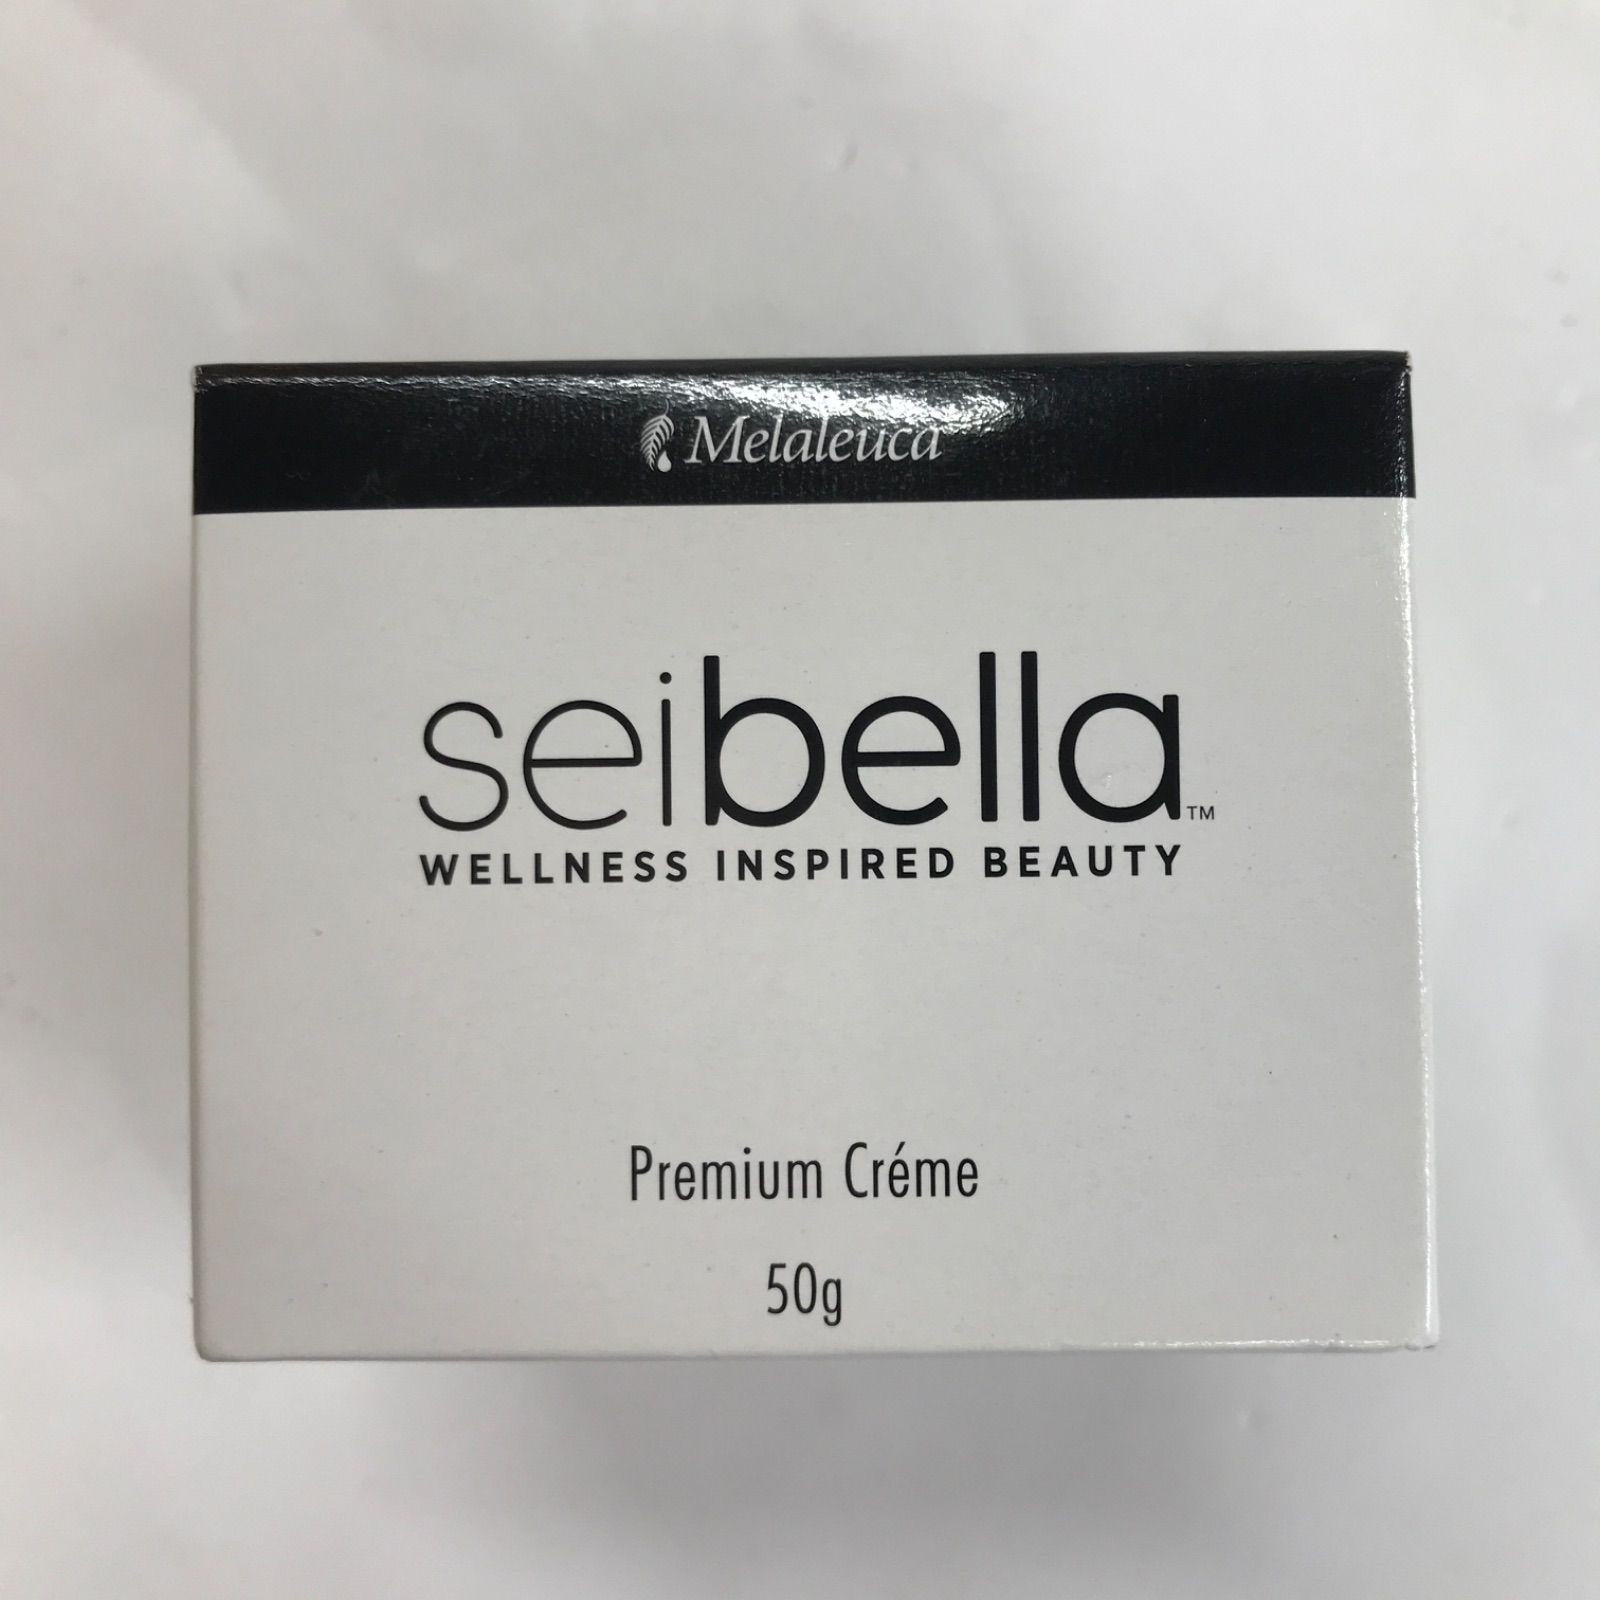 Melaleuca
seibella™
WELLNESS INSPIRED BEAUTY
Premium Créme
50g